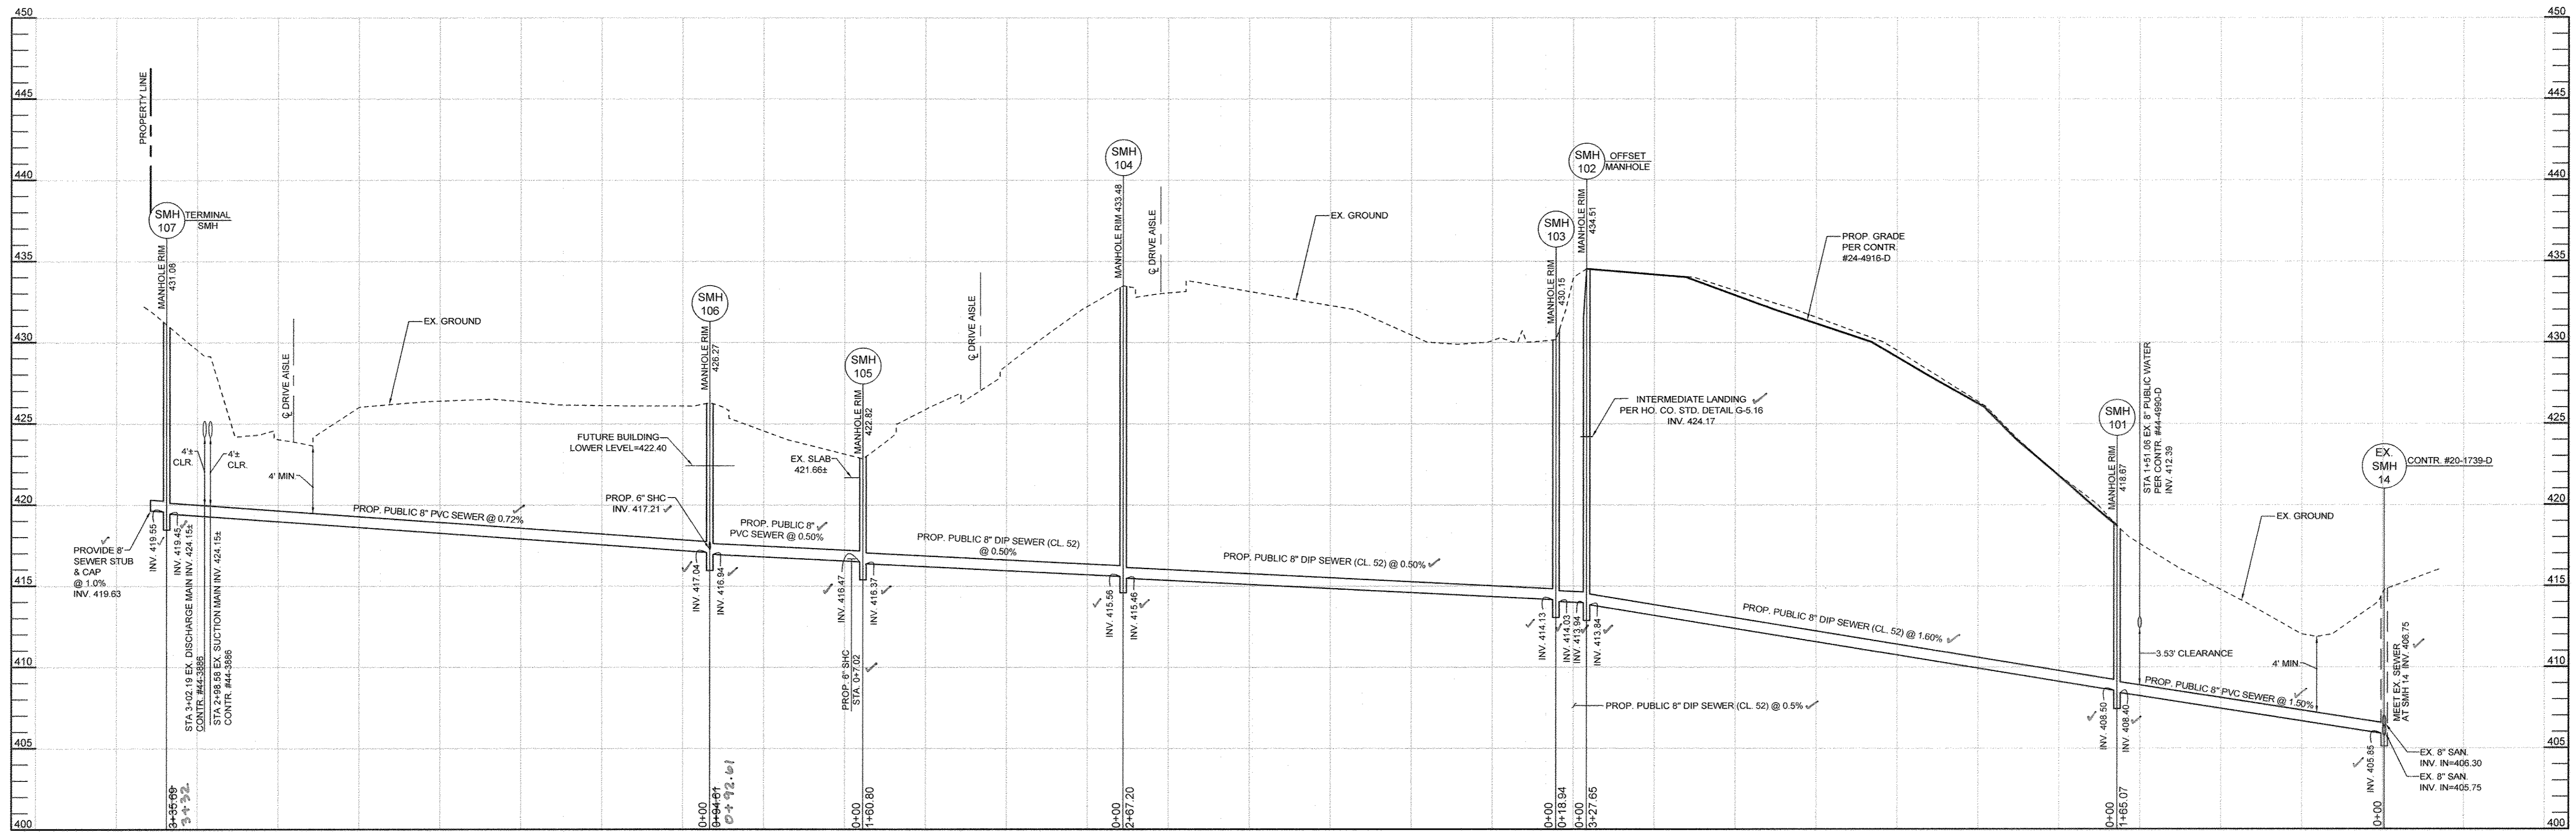 450
445
440
435
430
425
420
415
410
405
400
450
445
440
435
430
425
420
415
410
405
400
PROPERTY LINE
SMH
107
TERMINAL
SMH
MANHOLE RIM
431.08
4'±
CLR.
4'±
CLR.
℄ DRIVE AISLE
4' MIN.
EX. GROUND
PROP. PUBLIC 8" PVC SEWER @ 0.72%
PROVIDE 8'
SEWER STUB
& CAP
@ 1.0%
INV. 419.63
INV. 419.55
INV. 419.45
STA 3+02.19 EX. DISCHARGE MAIN INV. 424.15±
CONTR. #44-3886
STA 2+98.58 EX. SUCTION MAIN INV. 424.15±
CONTR. #44-3886
3+35.69
3+32
SMH
106
MANHOLE RIM
426.27
FUTURE BUILDING
LOWER LEVEL=422.40
PROP. 6" SHC
INV. 417.21
INV. 417.04
INV. 416.94
PROP. PUBLIC 8"
PVC SEWER @ 0.50%
0+00
0+94.61
0+92.61
SMH
105
MANHOLE RIM
422.82
EX. SLAB
421.66±
INV. 416.47
INV. 416.37
PROP. 6" SHC
STA. 0+7.02
PROP. PUBLIC 8" DIP SEWER (CL. 52)
@ 0.50%
℄ DRIVE AISLE
0+00
1+60.80
SMH
104
MANHOLE RIM 433.48
℄ DRIVE AISLE
EX. GROUND
INV. 415.56
INV. 415.46
PROP. PUBLIC 8" DIP SEWER (CL. 52) @ 0.50%
0+00
2+67.20
SMH
103
MANHOLE RIM
430.15
INV. 414.13
INV. 414.03
0+00
0+18.94
SMH
102
OFFSET
MANHOLE
MANHOLE RIM
434.51
INTERMEDIATE LANDING
PER HO. CO. STD. DETAIL G-5.16
INV. 424.17
INV. 413.94
INV. 413.84
PROP. PUBLIC 8" DIP SEWER (CL. 52) @ 0.5%
0+00
3+27.65
PROP. GRADE
PER CONTR.
#24-4916-D
PROP. PUBLIC 8" DIP SEWER (CL. 52) @ 1.60%
SMH
101
MANHOLE RIM
418.67
INV. 408.50
INV. 408.40
STA 1+51.06 EX. 8" PUBLIC WATER
PER CONTR. #44-4990-D
INV. 412.39
3.53' CLEARANCE
PROP. PUBLIC 8" PVC SEWER @ 1.50%
EX. GROUND
4' MIN.
0+00
1+65.07
EX.
SMH
14
CONTR. #20-1739-D
MEET EX. SEWER
AT SMH 14 INV. 406.75
INV. 405.85
EX. 8" SAN.
INV. IN=406.30
EX. 8" SAN.
INV. IN=405.75
0+00